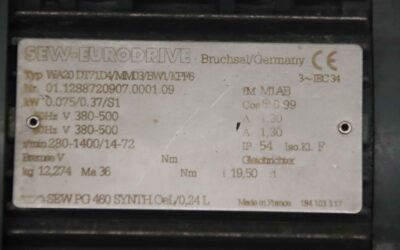 SEW-EURODRIVE Bruchsal/Germany CE
Typ WA20 DT71D4/MM03/BW1/KPF6 3~IEC34
Nr. 01.1288720907.0001.09 IM M1AB
kW 0.075/0.37/S1 Cos φ 0.99
Hz V 380-500 A 1.30
Hz V 380-500 A 1.30
r/min 280-1400/14-72 IP 54 Iso.Kl. F
Bremse V Nm Gleichrichter
kg 12,274 Ma 36 Nm i 19,50 :1
SEW PG 460 SYNTH.OeL/0,24 L Made in France 184 103 3.17